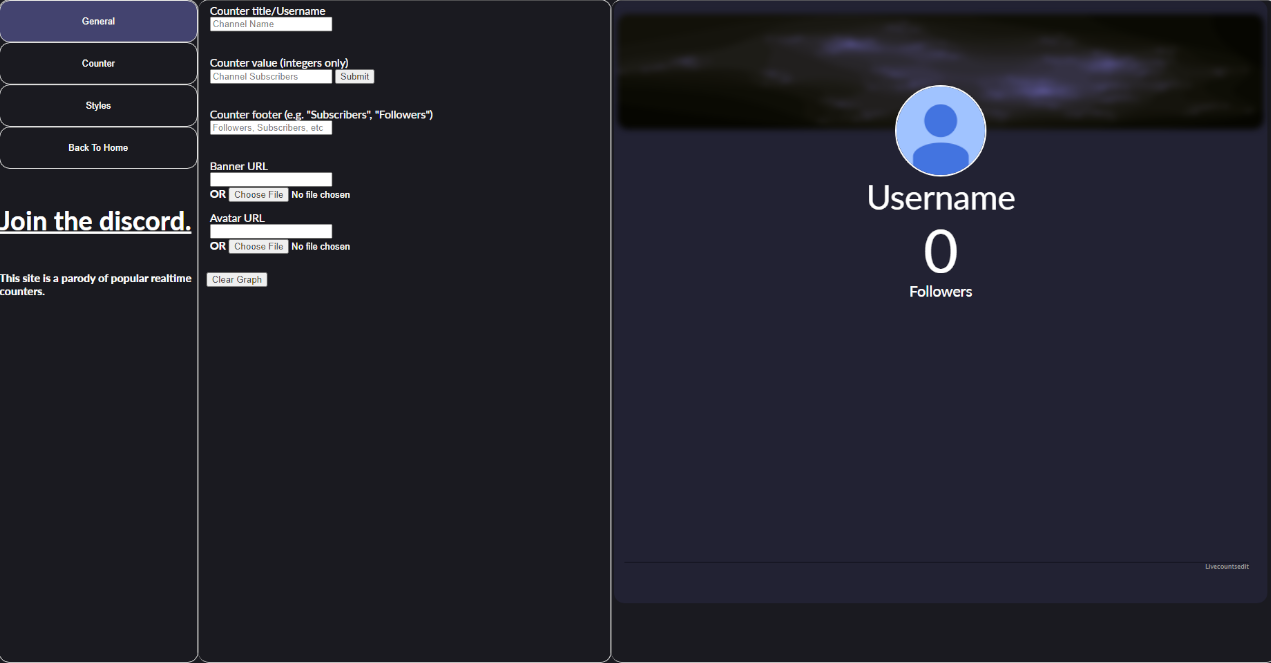 General
Counter
Styles
Back To Home
Join the discord.
This site is a parody of popular realtime
counters.
Counter title/Username
Channel Name
Counter value (integers only)
Channel Subscribers
Submit
Counter footer (e.g. "Subscribers", "Followers")
Followers, Subscribers, etc
Banner URL
OR Choose File No file chosen
Avatar URL
OR Choose File No file chosen
Clear Graph
Username
0
Followers
Livecountsedit